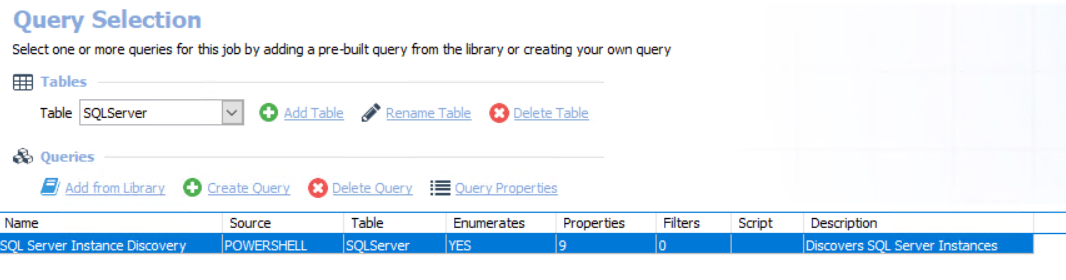 Query Selection
Select one or more queries for this job by adding a pre-built query from the library or creating your own query
Tables
Table SQLServer Add Table Rename Table Delete Table
Queries
Add from Library Create Query Delete Query Query Properties
Name Source Table Enumerates Properties Filters Script Description
SQL Server Instance Discovery POWERSHELL SQLServer YES 9 0 Discovers SQL Server Instances